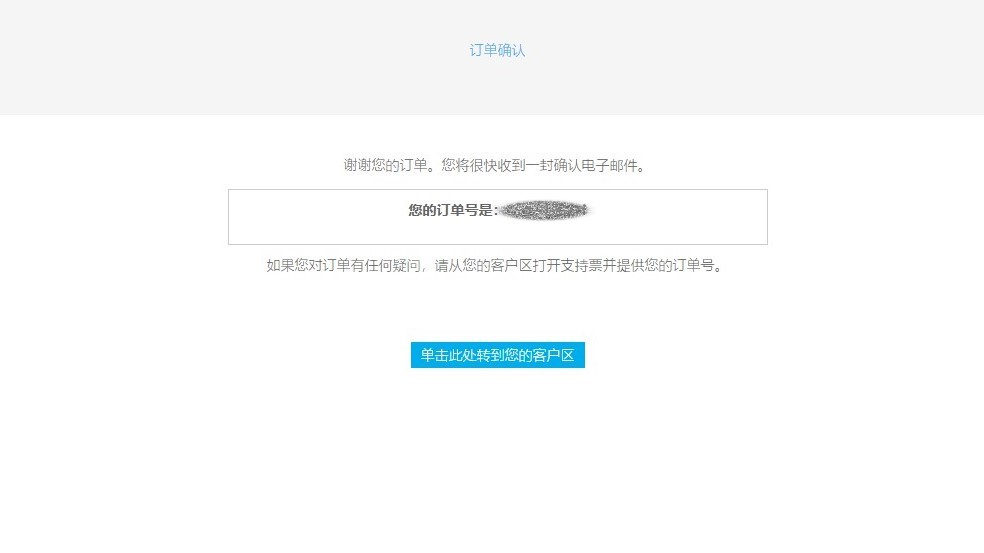 订单确认
谢谢您的订单。您将很快收到一封确认电子邮件。
您的订单号是:
如果您对订单有任何疑问，请从您的客户区打开支持票并提供您的订单号。
单击此处转到您的客户区